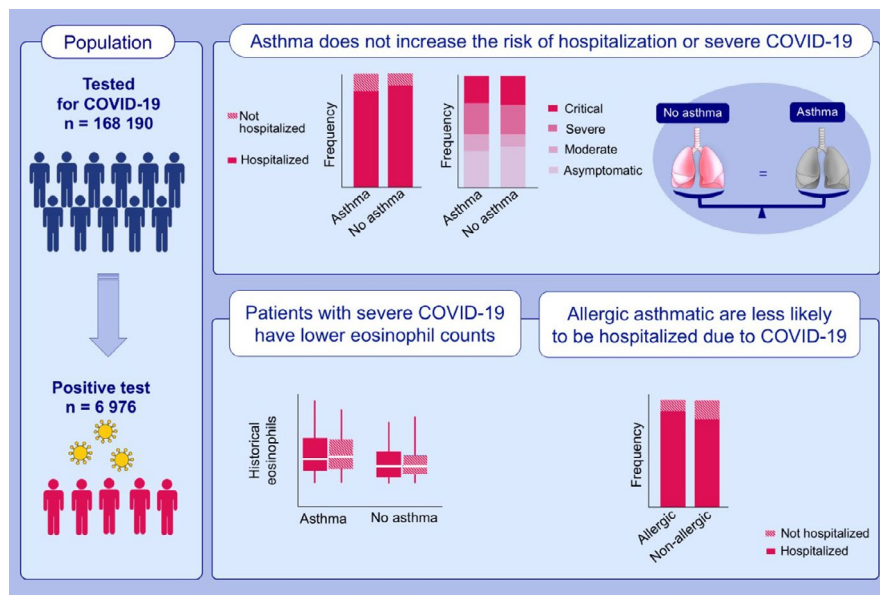 Population
Tested
for COVID-19
n = 168 190
Positive test
n = 6 976
Asthma does not increase the risk of hospitalization or severe COVID-19
Not
hospitalized
Hospitalized
Frequency
Asthma
No asthma
Frequency
Asthma
No asthma
Critical
Severe
Moderate
Asymptomatic
No asthma
Asthma
=
Patients with severe COVID-19
have lower eosinophil counts
Historical
eosinophils
Asthma
No asthma
Allergic asthmatic are less likely
to be hospitalized due to COVID-19
Frequency
Allergic
Non-allergic
Not hospitalized
Hospitalized